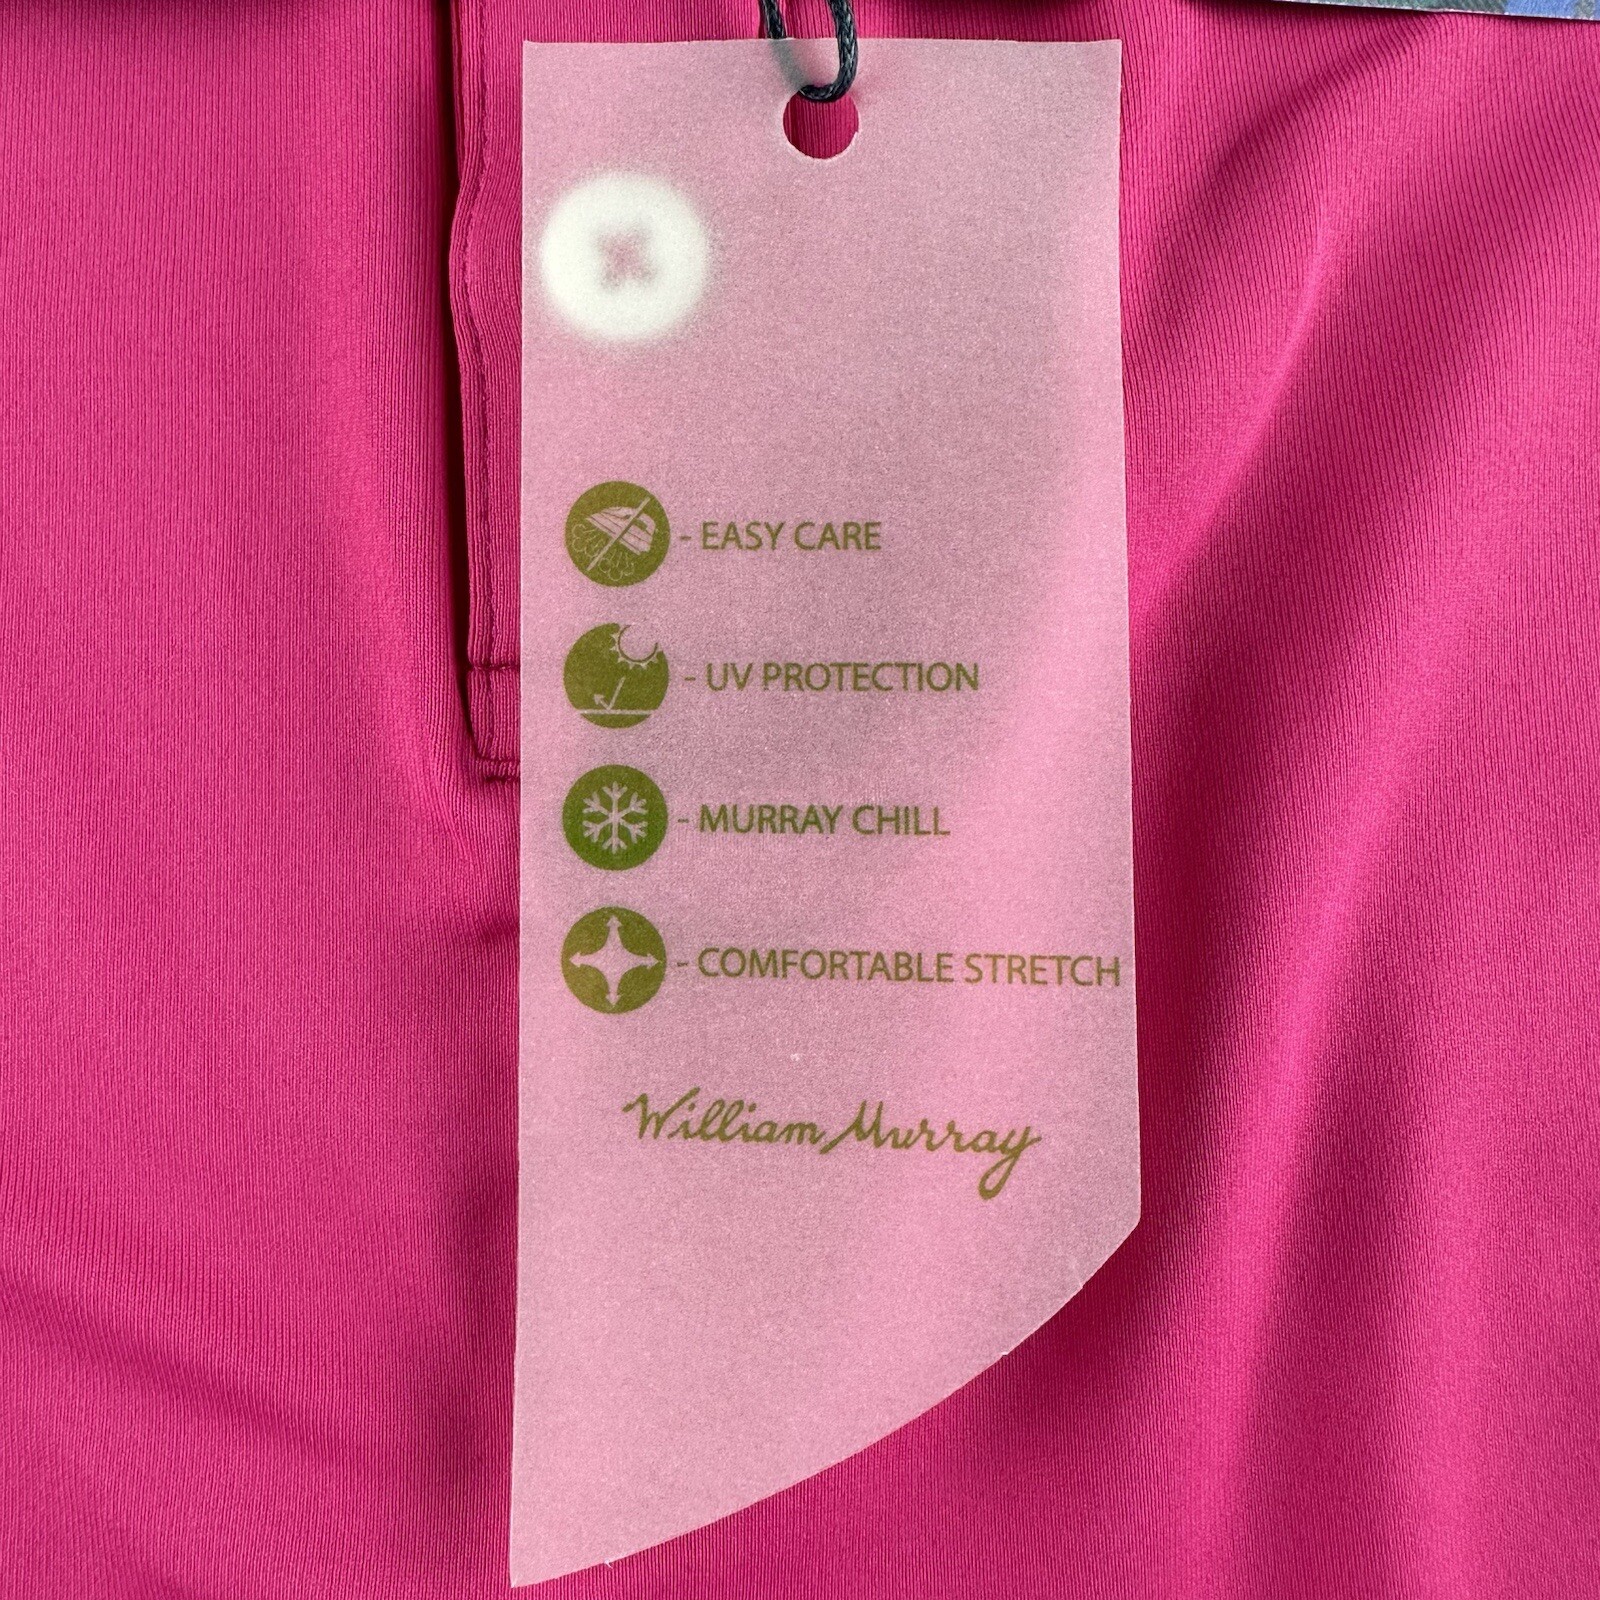 - EASY CARE
- UV PROTECTION
- MURRAY CHILL
- COMFORTABLE STRETCH
William Murray